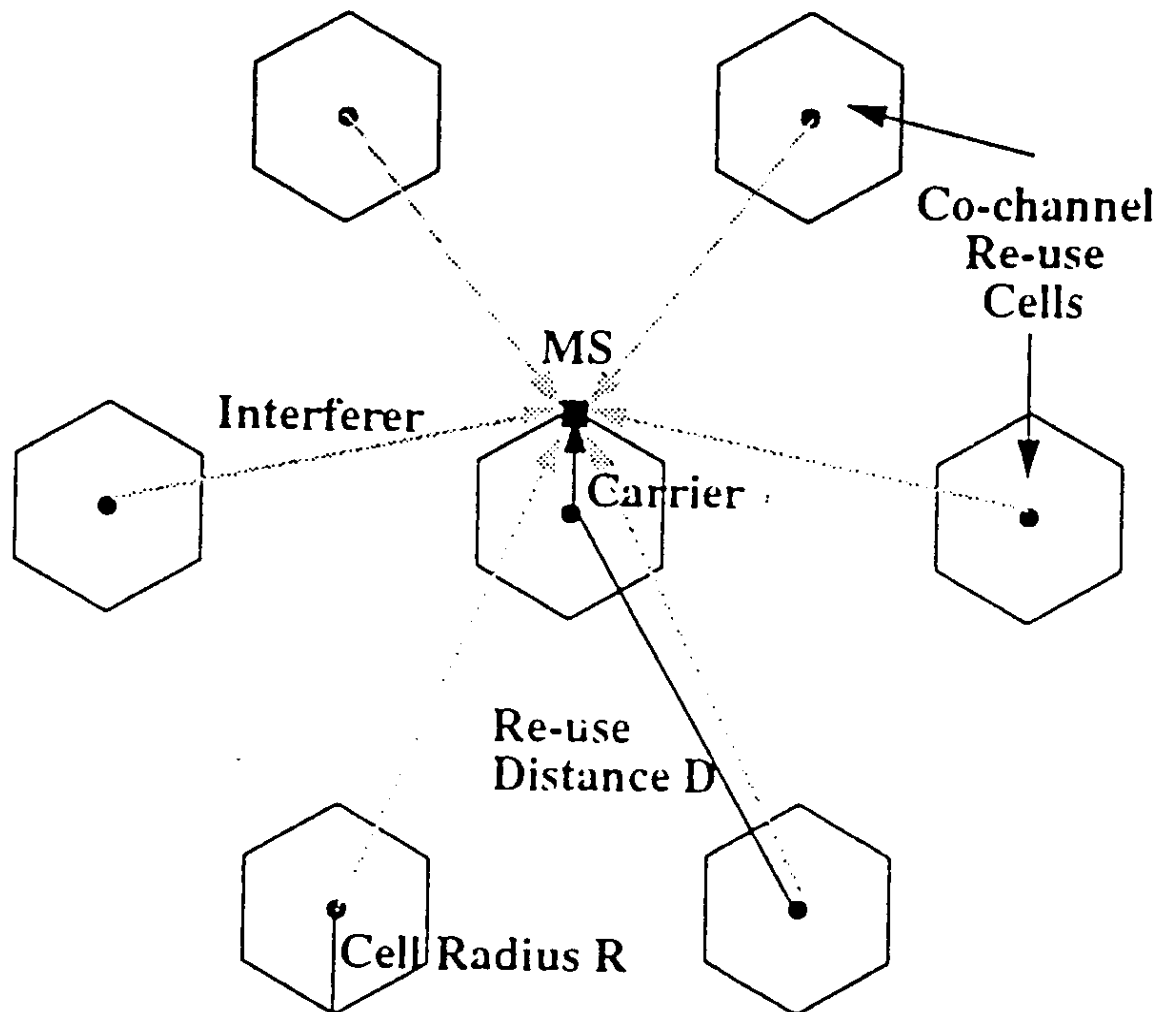 Co-channel
Re-use
Cells
MS
Interferer
Carrier
Re-use
Distance D
Cell Radius R